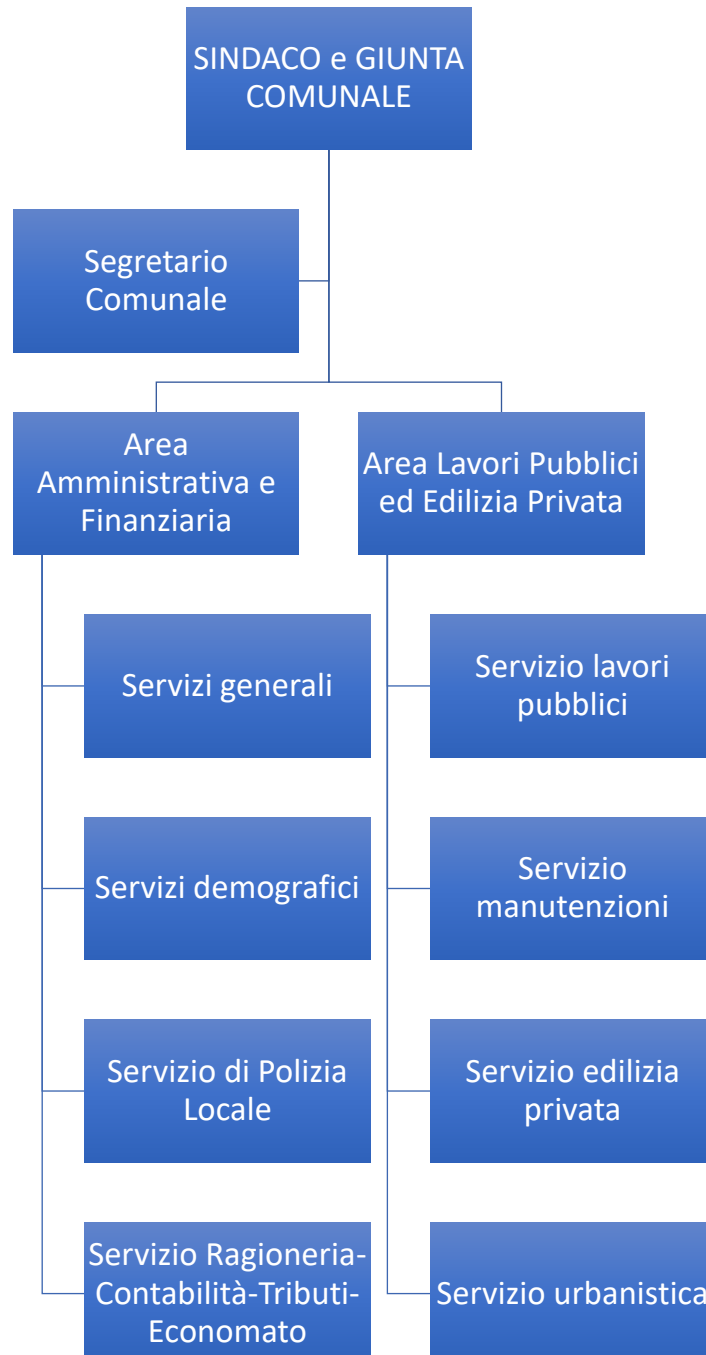 SINDACO e GIUNTA
COMUNALE
Segretario
Comunale
Area
Amministrativa e
Finanziaria
Area Lavori Pubblici
ed Edilizia Privata
Servizi generali
Servizio lavori
pubblici
Servizi demografici
Servizio
manutenzioni
Servizio di Polizia
Locale
Servizio edilizia
privata
Servizio Ragioneria-
Contabilità-Tributi-
Economato
Servizio urbanistica